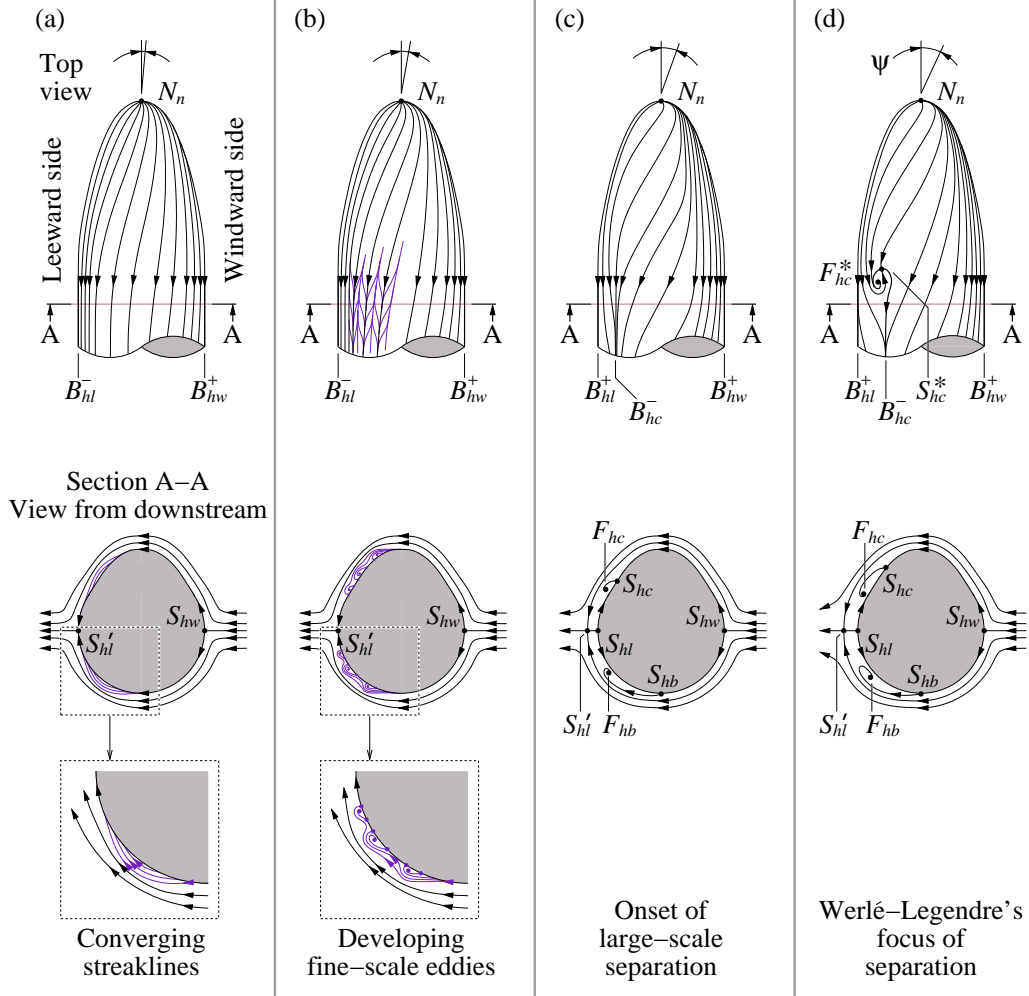 (a)
(b)
(c)
(d)
Top
view
ψ
N_n
N_n
N_n
N_n
Leeward side
Windward side
F*_hc
A
A
A
A
A
A
A
A
B⁻_hl
B⁺_hw
B⁻_hl
B⁺_hw
B⁺_hl
B⁻_hc
B⁺_hw
B⁺_hl
B⁻_hc
S*_hc
B⁺_hw
Section A–A
View from downstream
F_hc
F_hc
S_hc
S_hc
S_hw
S_hw
S_hw
S_hw
S′_hl
S′_hl
S_hl
S_hl
S_hb
S_hb
S′_hl
F_hb
S′_hl
F_hb
Converging
streaklines
Developing
fine–scale eddies
Onset of
large–scale
separation
Werlé–Legendre's
focus of
separation